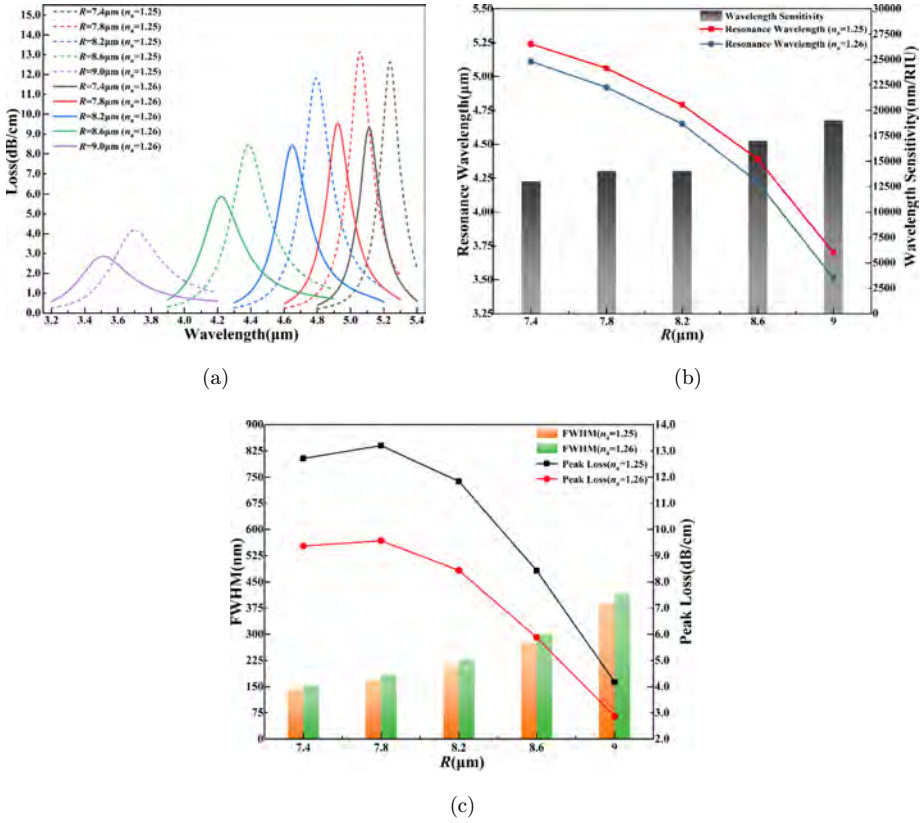 R=7.4μm (nₐ=1.25)
R=7.8μm (nₐ=1.25)
R=8.2μm (nₐ=1.25)
R=8.6μm (nₐ=1.25)
R=9.0μm (nₐ=1.25)
R=7.4μm (nₐ=1.26)
R=7.8μm (nₐ=1.26)
R=8.2μm (nₐ=1.26)
R=8.6μm (nₐ=1.26)
R=9.0μm (nₐ=1.26)
Loss(dB/cm)
15.0
14.0
13.0
12.0
11.0
10.0
9.0
8.0
7.0
6.0
5.0
4.0
3.0
2.0
1.0
0.0
3.2 3.4 3.6 3.8 4.0 4.2 4.4 4.6 4.8 5.0 5.2 5.4
Wavelength(μm)
(a)
Wavelength Sensitivity
Resonance Wavelength (nₐ=1.25)
Resonance Wavelength (nₐ=1.26)
Resonance Wavelength(μm)
5.50
5.25
5.00
4.75
4.50
4.25
4.00
3.75
3.50
3.25
30000
27500
25000
22500
20000
17500
15000
12500
10000
7500
5000
2500
0
Wavelength Sensitivity(nm/RIU)
7.4 7.8 8.2 8.6 9
R(μm)
(b)
FWHM(nₐ=1.25)
FWHM(nₐ=1.26)
Peak Loss(nₐ=1.25)
Peak Loss(nₐ=1.26)
FWHM(nm)
900
825
750
675
600
525
450
375
300
225
150
75
0
14.0
13.0
12.0
11.0
10.0
9.0
8.0
7.0
6.0
5.0
4.0
3.0
2.0
Peak Loss(dB/cm)
7.4 7.8 8.2 8.6 9
R(μm)
(c)